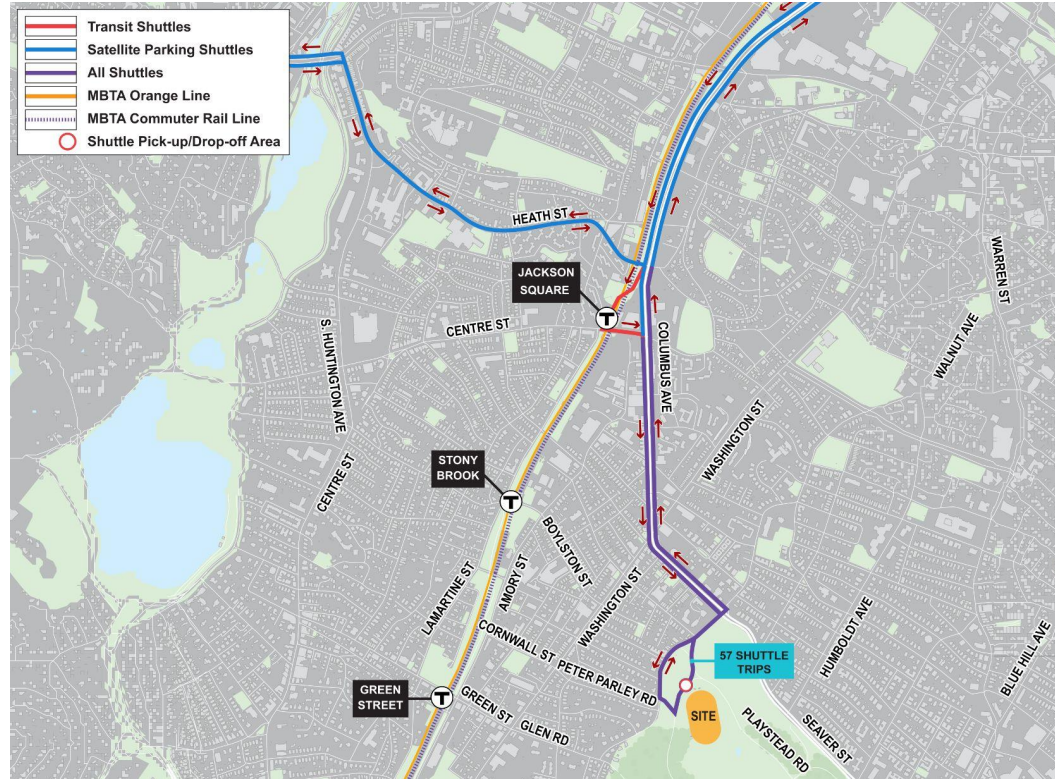 Transit Shuttles
Satellite Parking Shuttles
All Shuttles
MBTA Orange Line
MBTA Commuter Rail Line
Shuttle Pick-up/Drop-off Area
HEATH ST
JACKSON
SQUARE
T
CENTRE ST
S. HUNTINGTON AVE
COLUMBUS AVE
WARREN ST
WALNUT AVE
WASHINGTON ST
CENTRE ST
STONY
BROOK
T
BOYLSTON ST
LAMARTINE ST
AMORY ST
WASHINGTON ST
CORNWALL ST
PETER PARLEY RD
57 SHUTTLE
TRIPS
HUMBOLDT AVE
BLUE HILL AVE
GREEN
STREET
T
GREEN ST
GLEN RD
SITE
PLAYSTEAD RD
SEAVER ST